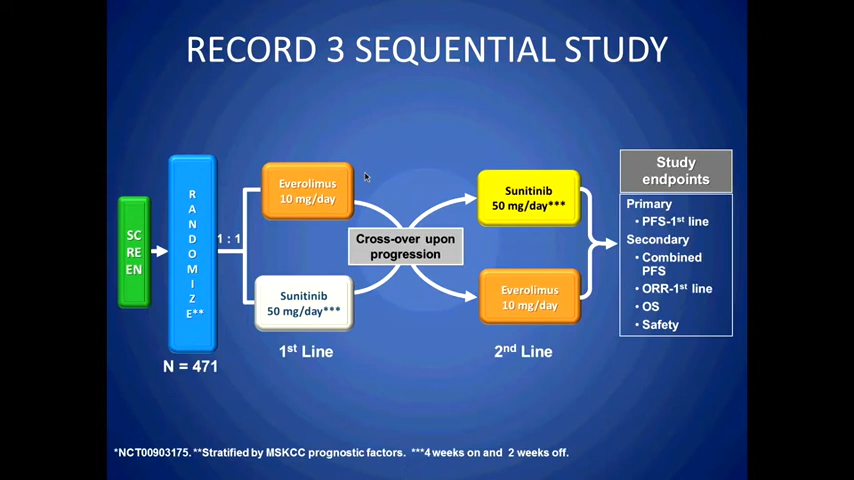 RECORD 3 SEQUENTIAL STUDY
SC
RE
EN
R
A
N
D
O
M
I
Z
E**
N = 471
1 : 1
Everolimus
10 mg/day
Sunitinib
50 mg/day***
1st Line
Cross-over upon
progression
Sunitinib
50 mg/day***
Everolimus
10 mg/day
2nd Line
Study
endpoints
Primary
• PFS-1st line
Secondary
• Combined
PFS
• ORR-1st line
• OS
• Safety
*NCT00903175. **Stratified by MSKCC prognostic factors. ***4 weeks on and 2 weeks off.